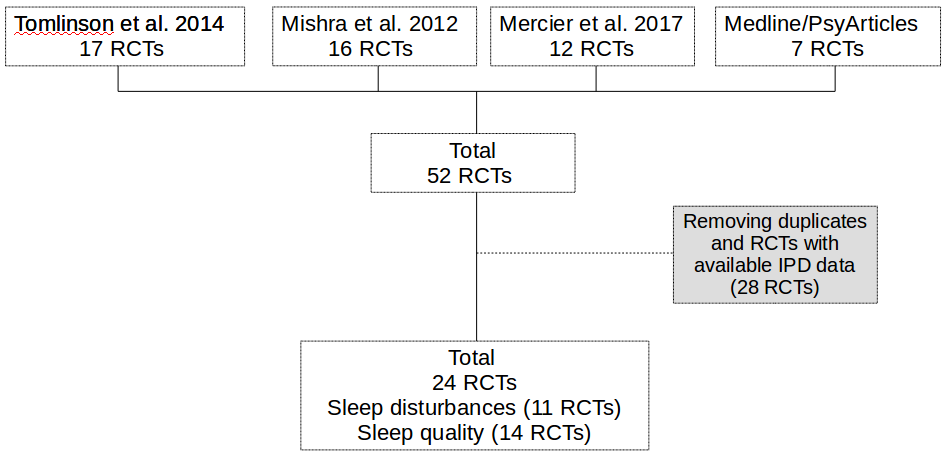 Tomlinson et al. 2014
17 RCTs
Mishra et al. 2012
16 RCTs
Mercier et al. 2017
12 RCTs
Medline/PsyArticles
7 RCTs
Total
52 RCTs
Removing duplicates
and RCTs with
available IPD data
(28 RCTs)
Total
24 RCTs
Sleep disturbances (11 RCTs)
Sleep quality (14 RCTs)